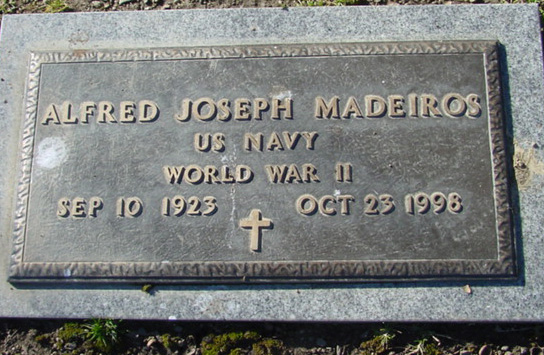 ALFRED JOSEPH MADEIROS
US NAVY
WORLD WAR II
SEP 10 1923 OCT 23 1998